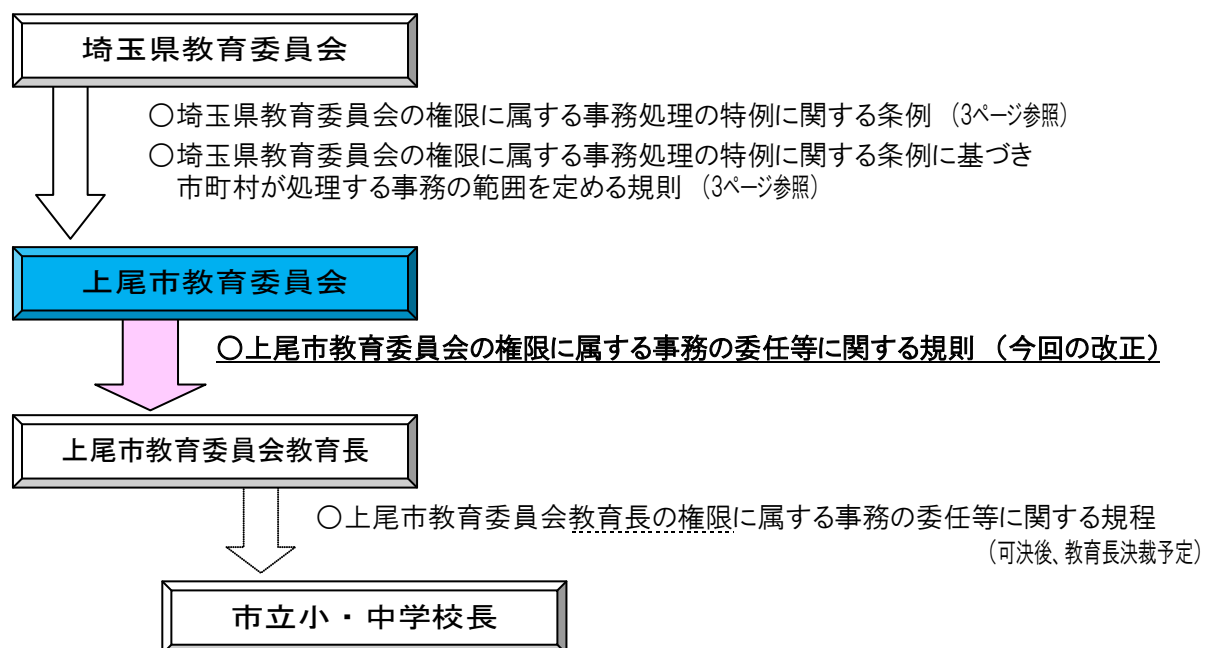 埼玉県教育委員会
○埼玉県教育委員会の権限に属する事務処理の特例に関する条例 （3ページ参照）
○埼玉県教育委員会の権限に属する事務処理の特例に関する条例に基づき
市町村が処理する事務の範囲を定める規則 （3ページ参照）
上尾市教育委員会
○上尾市教育委員会の権限に属する事務の委任等に関する規則 （今回の改正）
上尾市教育委員会教育長
○上尾市教育委員会教育長の権限に属する事務の委任等に関する規程
（可決後、教育長決裁予定）
市立小・中学校長